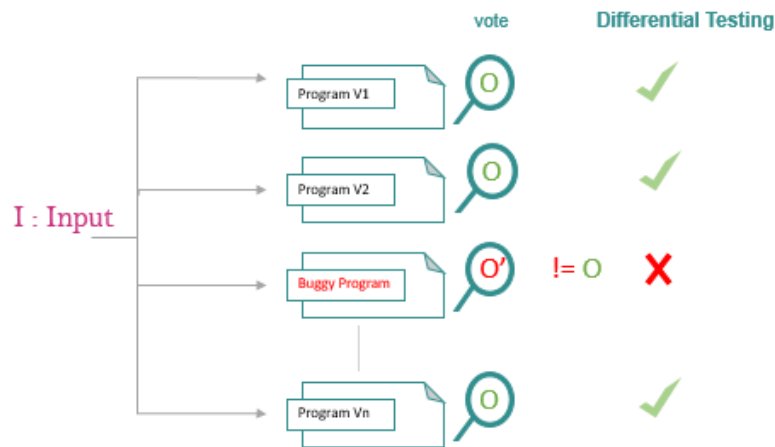 vote Differential Testing
Program V1 O
Program V2 O
I : Input
Buggy Program O’ != O
Program Vn O